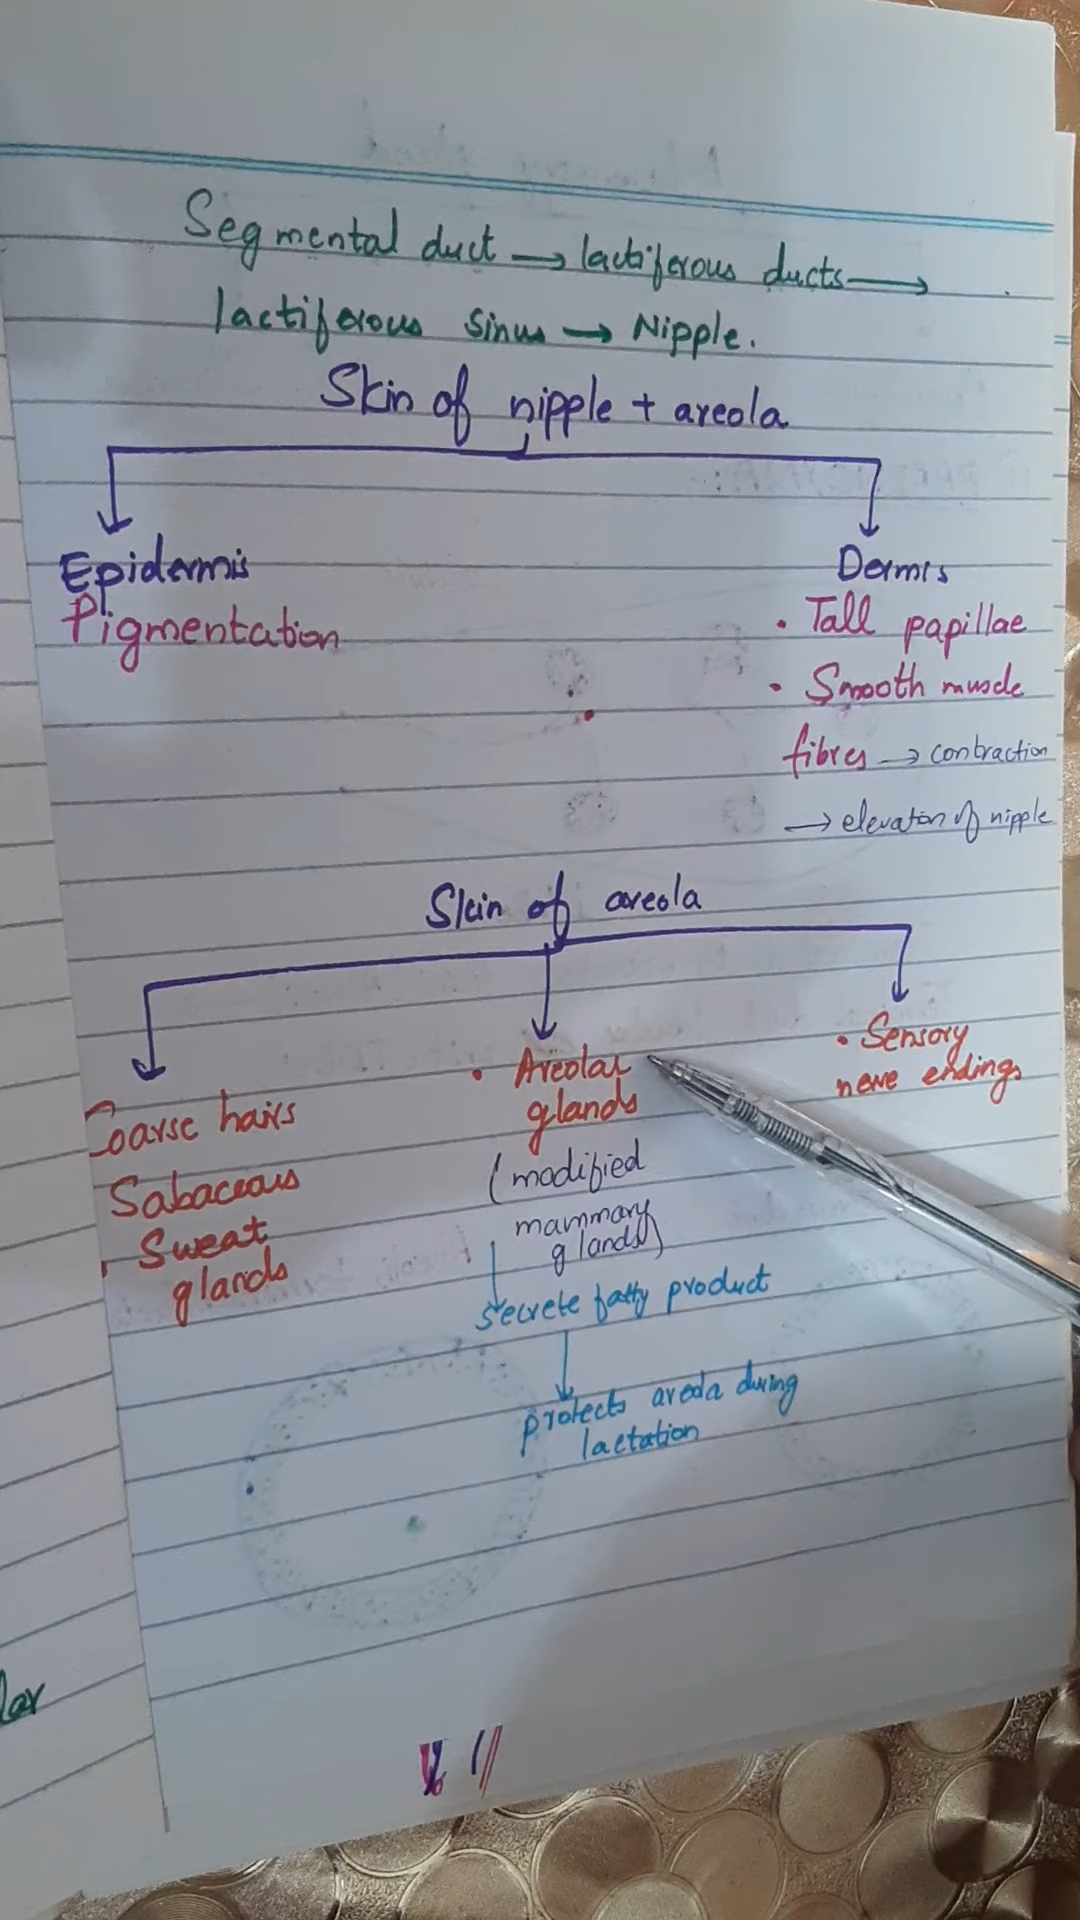 Segmental duct → lactiferous ducts →
lactiferous sinus → Nipple.
Skin of nipple + areola
Epidermis
Pigmentation
Dermis
• Tall papillae
• Smooth muscle
fibres → contraction
→ elevation of nipple
Skin of areola
Coarse hairs
Sabaceous
Sweat
glands
• Areolar
glands
(modified
mammary
glands)
secrete fatty product
protects areola during
lactation
• Sensory
nerve endings
lar